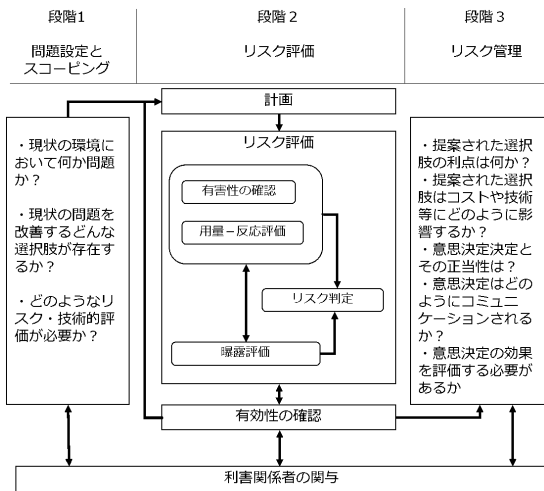 段階1
問題設定と
スコーピング
段階2
リスク評価
段階3
リスク管理
・現状の環境に
おいて何か問題
か？
・現状の問題を
改善するどんな
選択肢が存在す
るか？
・どのようなリ
スク・技術的評
価が必要か？
計画
リスク評価
有害性の確認
用量－反応評価
リスク判定
曝露評価
有効性の確認
・提案された選択
肢の利点は何か？
・提案された選択
肢はコストや技術
等にどのように影
響するか？
・意思決定決定と
その正当性は？
・意思決定はどの
ようにコミュニ
ケーションされる
か？
・意思決定の効果
を評価する必要が
あるか
利害関係者の関与